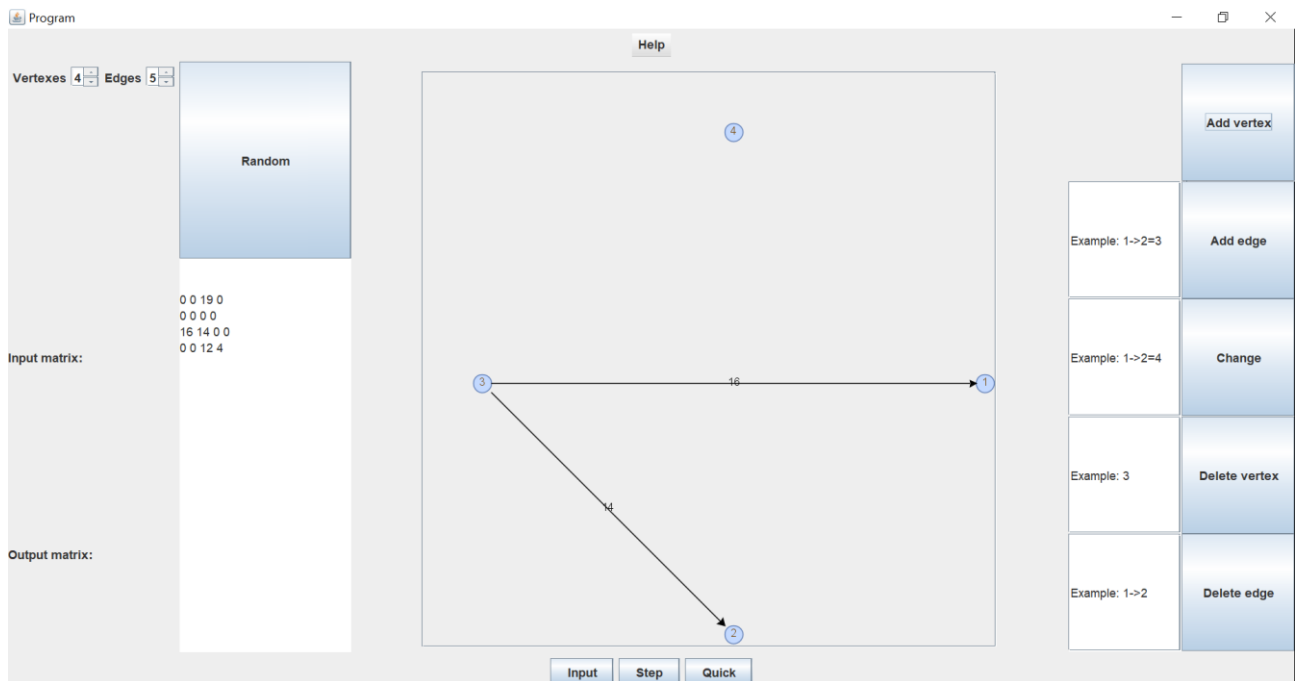 Program
Help
Vertexes 4 Edges 5
Random
Add vertex
4
Example: 1->2=3
Add edge
0 0 19 0
0 0 0 0
16 14 0 0
0 0 12 4
Input matrix:
Example: 1->2=4
Change
3
16
1
Example: 3
Delete vertex
14
Output matrix:
Example: 1->2
Delete edge
2
Input
Step
Quick